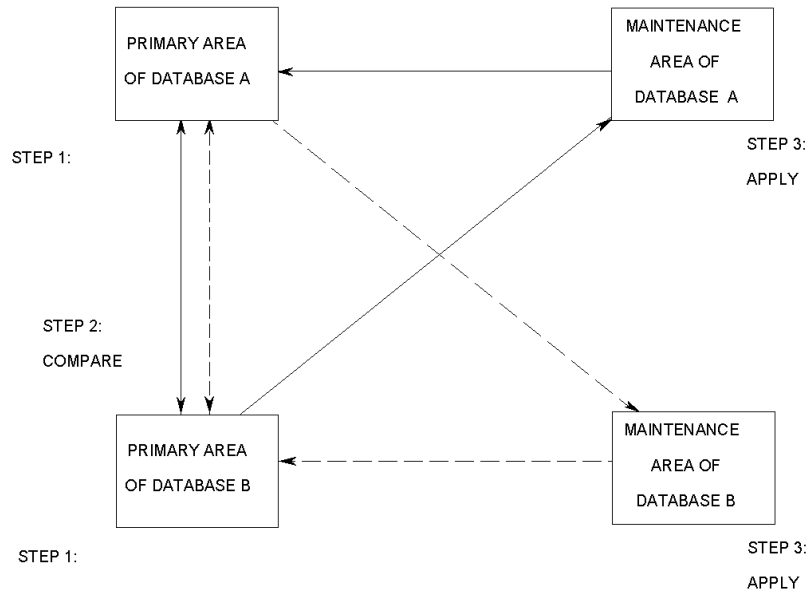 PRIMARY AREA
OF DATABASE A
MAINTENANCE
AREA OF
DATABASE A
STEP 1:
STEP 3:
APPLY
STEP 2:
COMPARE
PRIMARY AREA
OF DATABASE B
MAINTENANCE
AREA OF
DATABASE B
STEP 1:
STEP 3:
APPLY